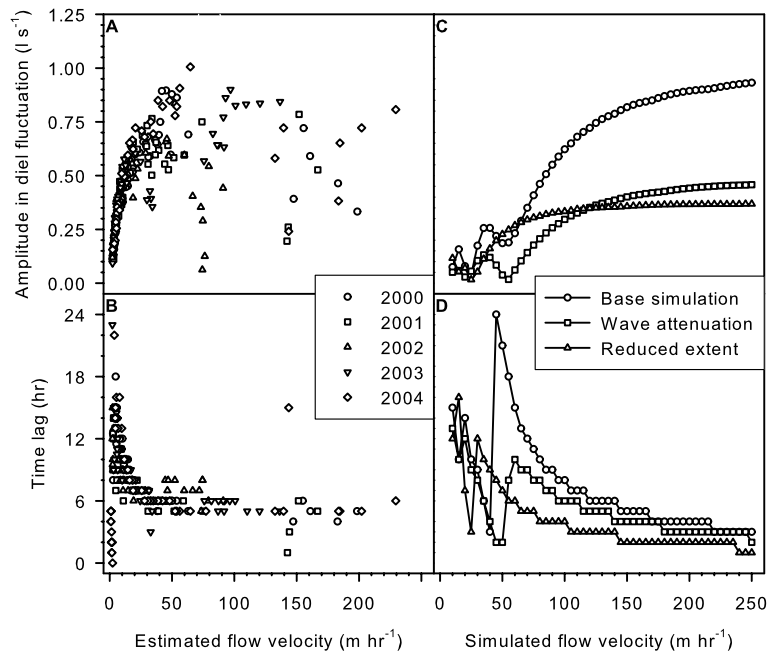 A
C
Amplitude in diel fluctuation (l s⁻¹)
1.25
1.00
0.75
0.50
0.25
0.00
B
D
2000
2001
2002
2003
2004
Base simulation
Wave attenuation
Reduced extent
Time lag (hr)
24
18
12
6
0
0 50 100 150 200
0 50 100 150 200 250
Estimated flow velocity (m hr⁻¹)
Simulated flow velocity (m hr⁻¹)